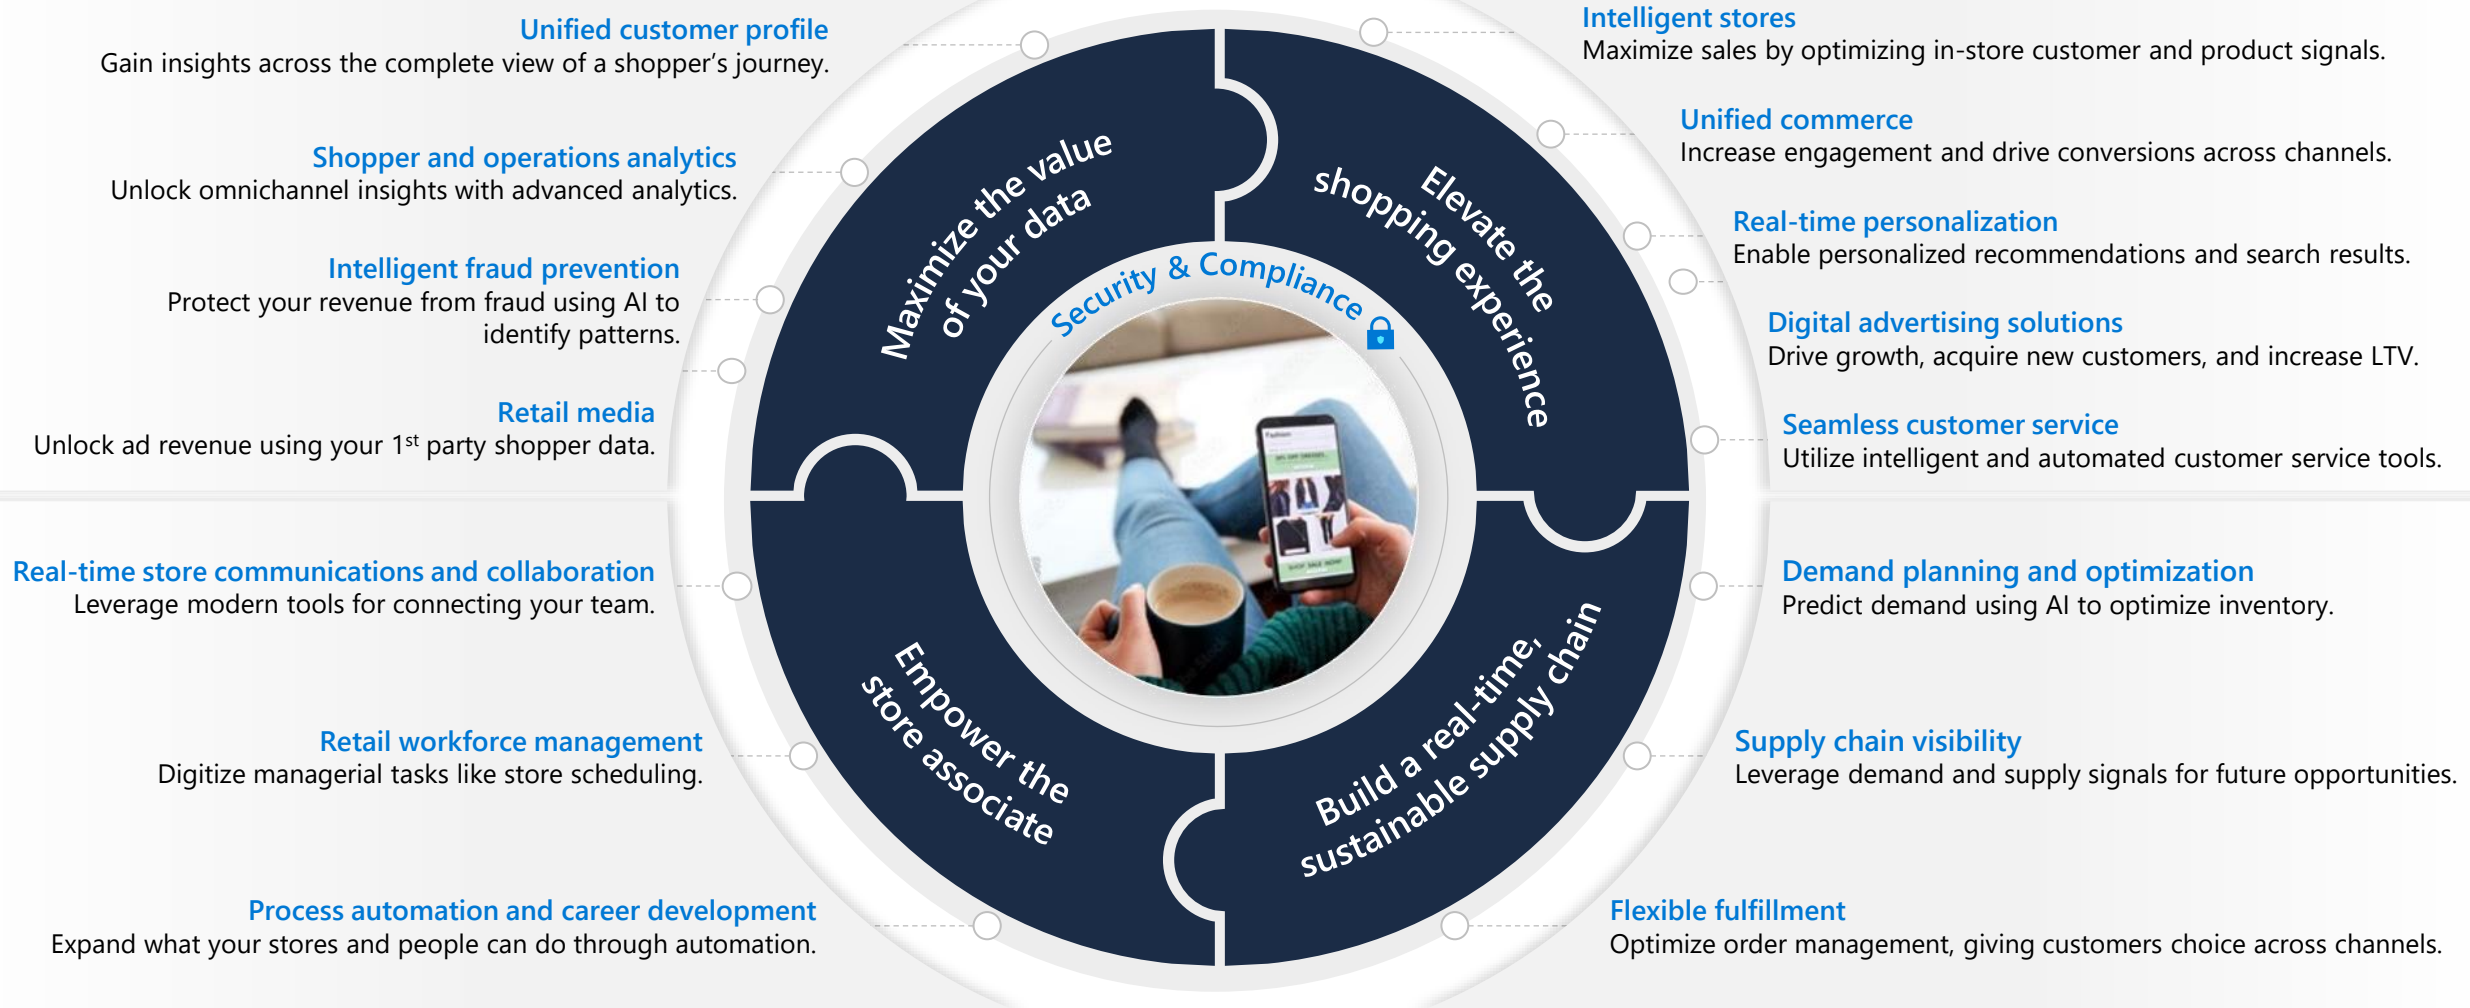 Unified customer profile
Gain insights across the complete view of a shopper's journey.
Shopper and operations analytics
Unlock omnichannel insights with advanced analytics.
Intelligent fraud prevention
Protect your revenue from fraud using AI to
identify patterns.
Retail media
Unlock ad revenue using your 1st party shopper data.
Maximize the value
of your data
Elevate the
shopping experience
Security & Compliance
Fashion
SHOP SALE NOW!
Intelligent stores
Maximize sales by optimizing in-store customer and product signals.
Unified commerce
Increase engagement and drive conversions across channels.
Real-time personalization
Enable personalized recommendations and search results.
Digital advertising solutions
Drive growth, acquire new customers, and increase LTV.
Seamless customer service
Utilize intelligent and automated customer service tools.
Real-time store communications and collaboration
Leverage modern tools for connecting your team.
Retail workforce management
Digitize managerial tasks like store scheduling.
Process automation and career development
Expand what your stores and people can do through automation.
Empower the
store associate
Build a real-time,
sustainable supply chain
Demand planning and optimization
Predict demand using AI to optimize inventory.
Supply chain visibility
Leverage demand and supply signals for future opportunities.
Flexible fulfillment
Optimize order management, giving customers choice across channels.